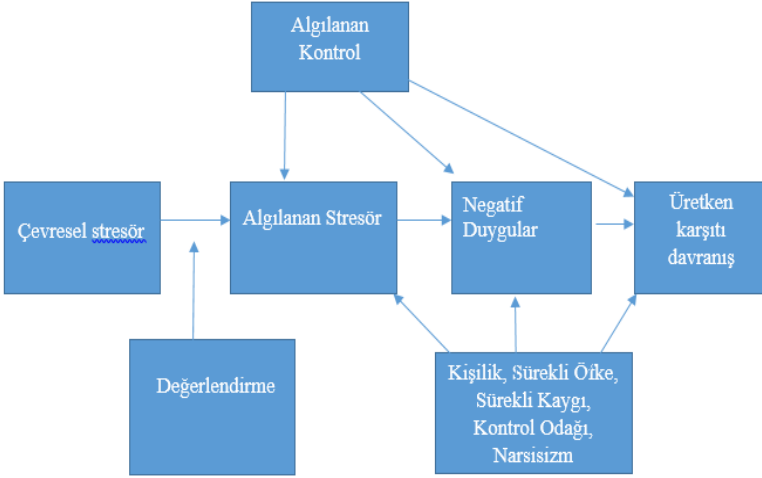 Algılanan
Kontrol
Çevresel stresör
Algılanan Stresör
Negatif
Duygular
Üretken
karşıtı
davranış
Değerlendirme
Kişilik, Sürekli Öfke,
Sürekli Kaygı,
Kontrol Odağı,
Narsisizm